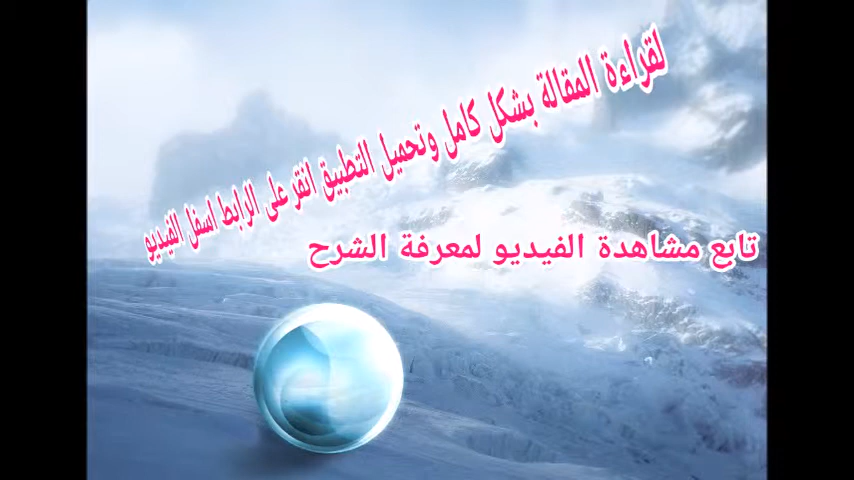 لقراءة المقالة بشكل كامل وتحميل التطبيق انقر على الرابط اسفل الفيديو
تابع مشاهدة الفيديو لمعرفة الشرح